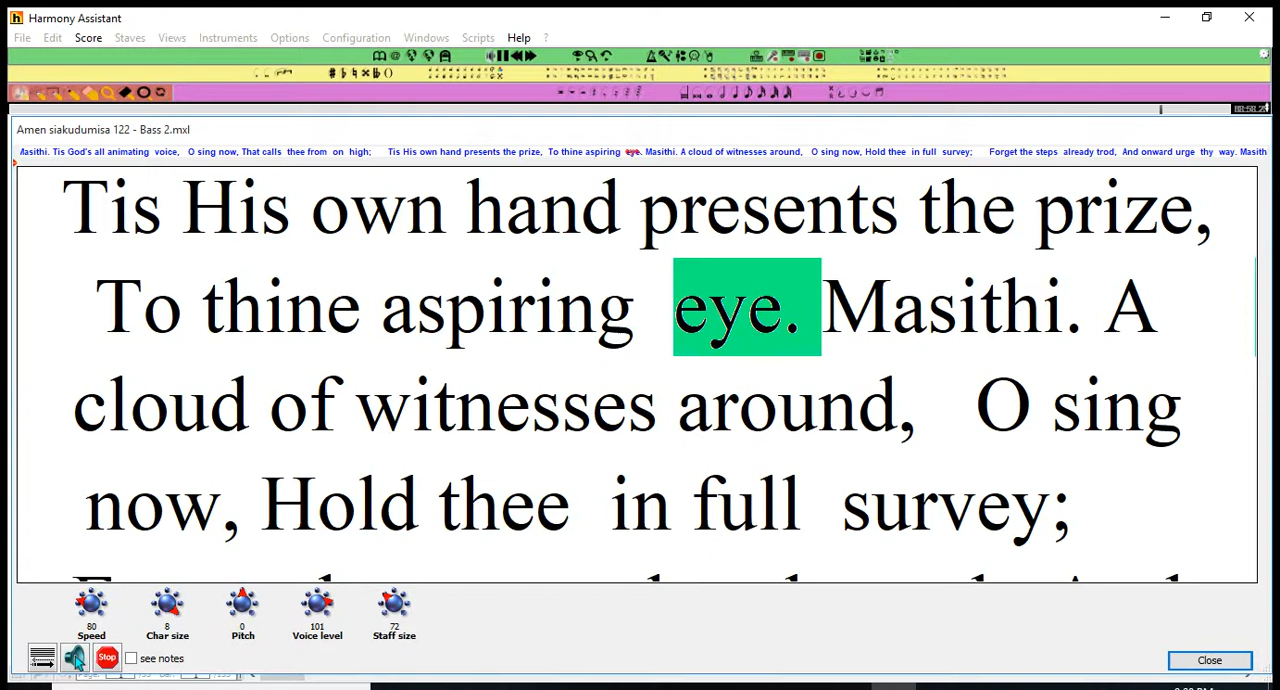 Harmony Assistant
File Edit Score Staves Views Instruments Options Configuration Windows Scripts Help ?
Amen siakudumisa 122 - Bass 2.mxl
Masithi. Tis God's all animating voice, O sing now, That calls thee from on high; Tis His own hand presents the prize, To thine aspiring eye. Masithi. A cloud of witnesses around, O sing now, Hold thee in full survey; Forget the steps already trod, And onward urge thy way. Masith
Tis His own hand presents the prize,
To thine aspiring eye. Masithi. A
cloud of witnesses around, O sing
now, Hold thee in full survey;
80 8 0 101 72
Speed Char size Pitch Voice level Staff size
Stop see notes Close